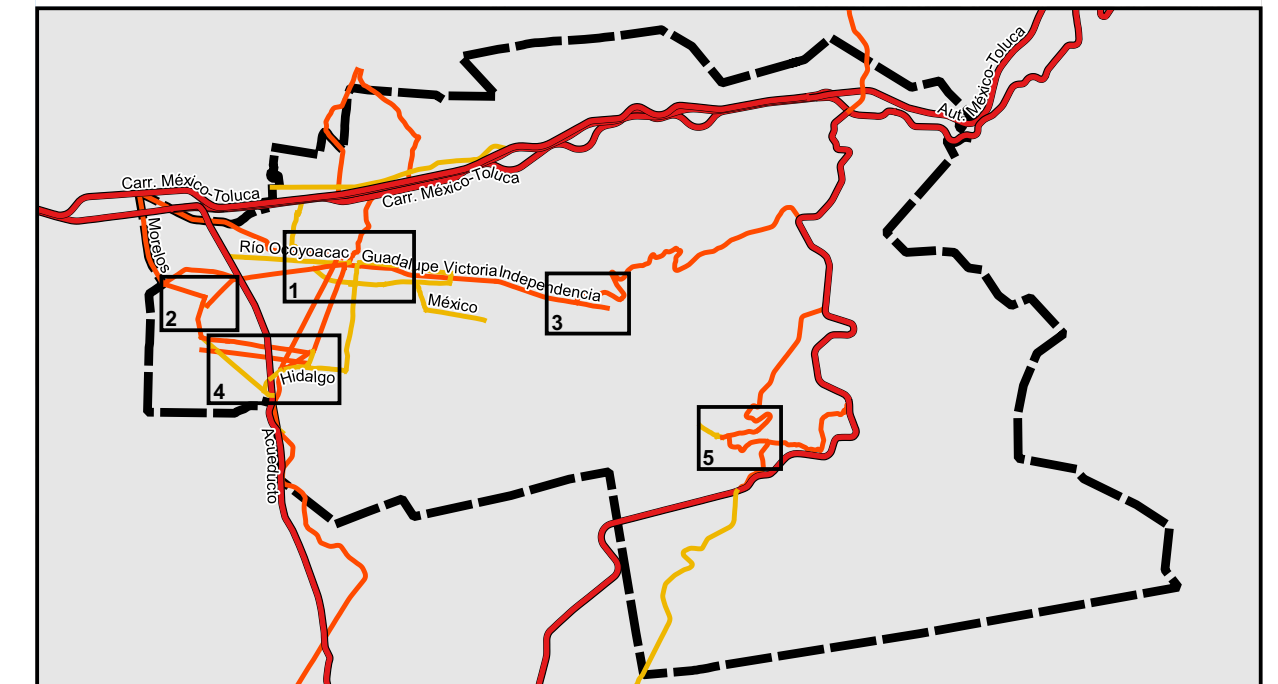 Aut. México-Toluca
Carr. México-Toluca
Carr. México-Toluca
Morelos
Río Ocoyoacac
Guadalupe Victoria
Independencia
1
2
México
3
4
Hidalgo
Acueducto
5